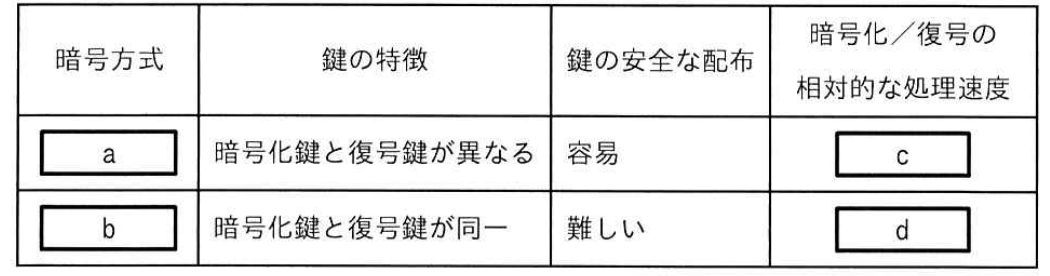 暗号方式
鍵の特徴
鍵の安全な配布
暗号化／復号の
相対的な処理速度
a
暗号化鍵と復号鍵が異なる
容易
c
b
暗号化鍵と復号鍵が同一
難しい
d